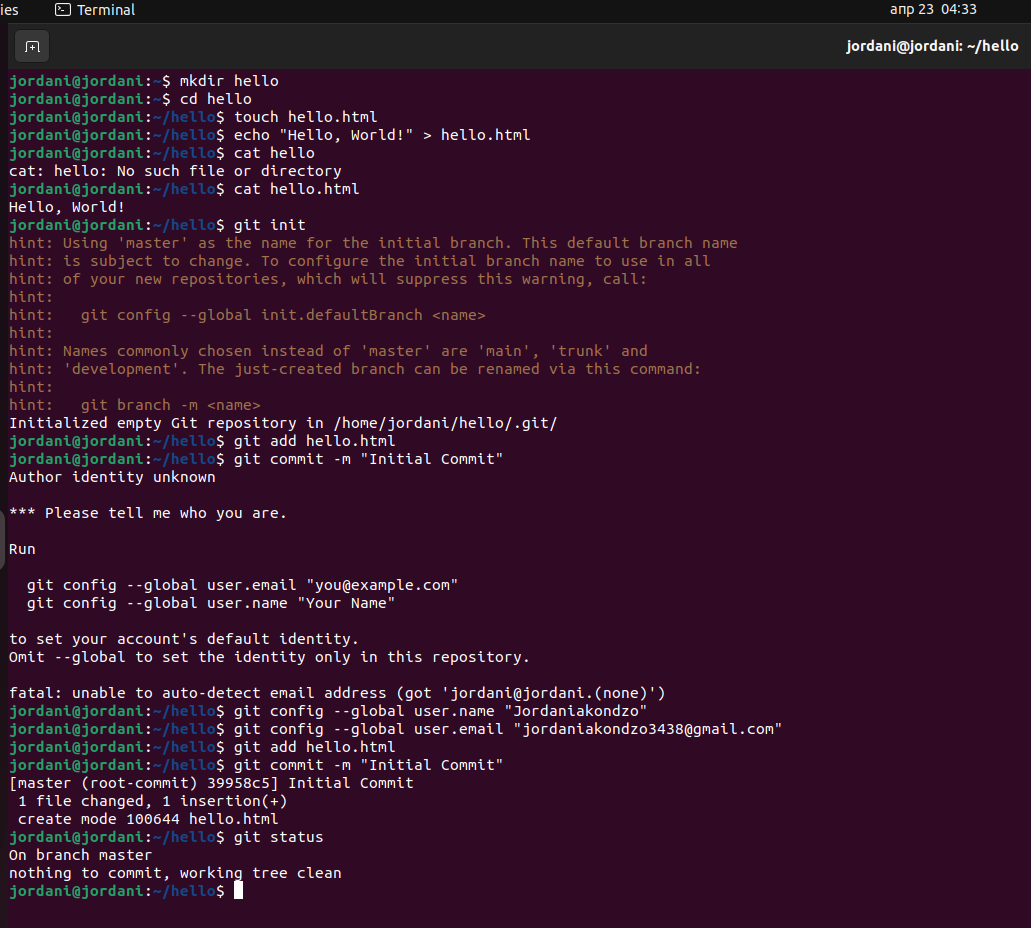 ies
Terminal
апр 23 04:33
jordani@jordani: ~/hello
jordani@jordani:~$ mkdir hello
jordani@jordani:~$ cd hello
jordani@jordani:~/hello$ touch hello.html
jordani@jordani:~/hello$ echo "Hello, World!" > hello.html
jordani@jordani:~/hello$ cat hello
cat: hello: No such file or directory
jordani@jordani:~/hello$ cat hello.html
Hello, World!
jordani@jordani:~/hello$ git init
hint: Using 'master' as the name for the initial branch. This default branch name
hint: is subject to change. To configure the initial branch name to use in all
hint: of your new repositories, which will suppress this warning, call:
hint:
hint:   git config --global init.defaultBranch <name>
hint:
hint: Names commonly chosen instead of 'master' are 'main', 'trunk' and
hint: 'development'. The just-created branch can be renamed via this command:
hint:
hint:   git branch -m <name>
Initialized empty Git repository in /home/jordani/hello/.git/
jordani@jordani:~/hello$ git add hello.html
jordani@jordani:~/hello$ git commit -m "Initial Commit"
Author identity unknown
*** Please tell me who you are.
Run
  git config --global user.email "you@example.com"
  git config --global user.name "Your Name"
to set your account's default identity.
Omit --global to set the identity only in this repository.
fatal: unable to auto-detect email address (got 'jordani@jordani.(none)')
jordani@jordani:~/hello$ git config --global user.name "Jordaniakondzo"
jordani@jordani:~/hello$ git config --global user.email "jordaniakondzo3438@gmail.com"
jordani@jordani:~/hello$ git add hello.html
jordani@jordani:~/hello$ git commit -m "Initial Commit"
[master (root-commit) 39958c5] Initial Commit
 1 file changed, 1 insertion(+)
 create mode 100644 hello.html
jordani@jordani:~/hello$ git status
On branch master
nothing to commit, working tree clean
jordani@jordani:~/hello$